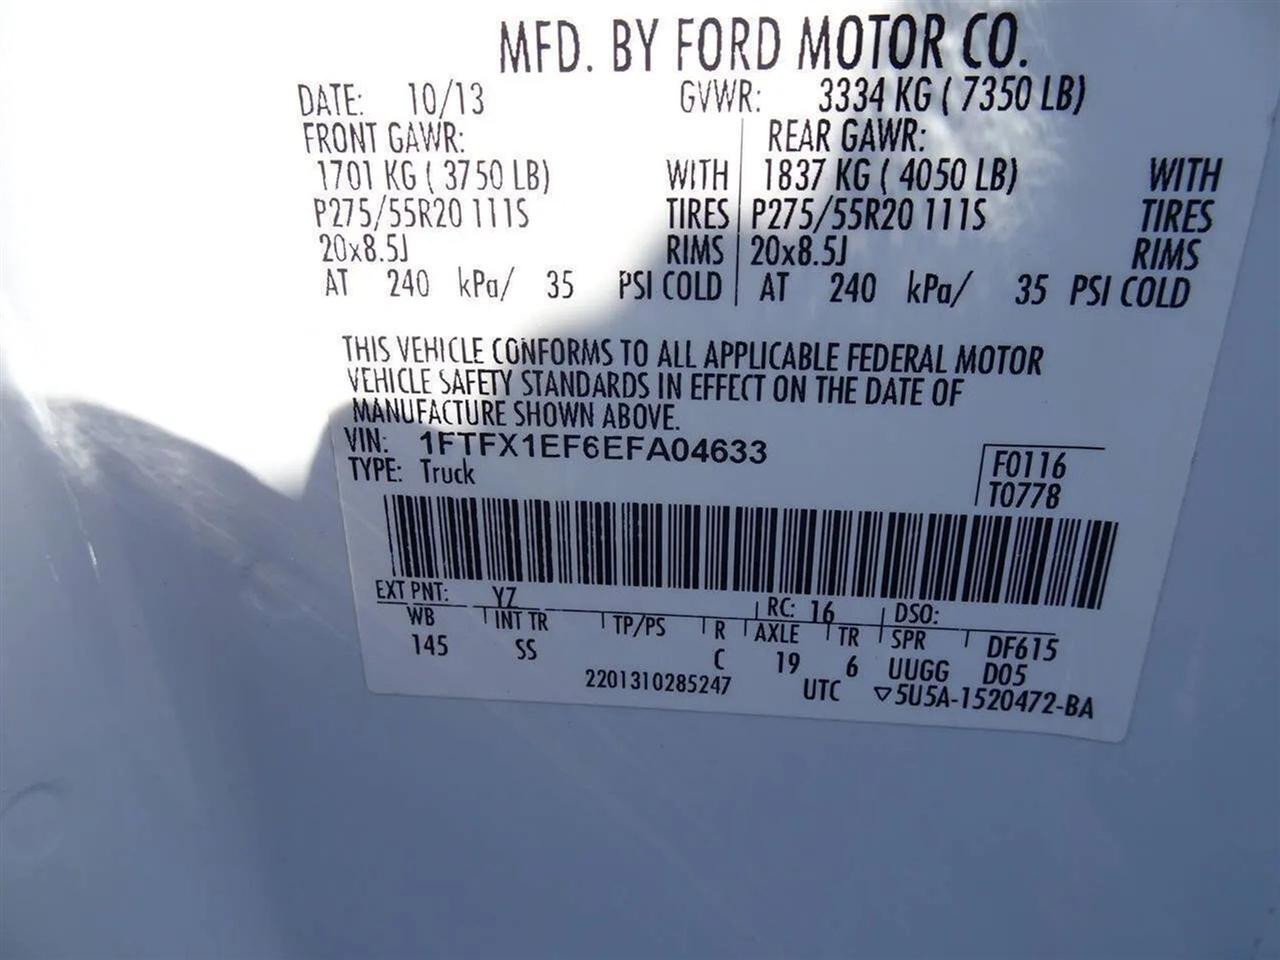 MFD. BY FORD MOTOR CO.
DATE: 10/13 GVWR: 3334 KG ( 7350 LB)
FRONT GAWR: REAR GAWR:
1701 KG ( 3750 LB) WITH 1837 KG ( 4050 LB) WITH
P275/55R20 111S TIRES P275/55R20 111S TIRES
20x8.5J RIMS 20x8.5J RIMS
AT 240 kPa/ 35 PSI COLD AT 240 kPa/ 35 PSI COLD
THIS VEHICLE CONFORMS TO ALL APPLICABLE FEDERAL MOTOR
VEHICLE SAFETY STANDARDS IN EFFECT ON THE DATE OF
MANUFACTURE SHOWN ABOVE.
VIN: 1FTFX1EF6EFA04633
TYPE: Truck
F0116
T0778
EXT PNT: YZ RC: 16 DSO:
WB INT TR TP/PS R AXLE TR SPR DF615
145 SS C 19 6 UUGG D05
2201310285247 UTC ▽5U5A-1520472-BA